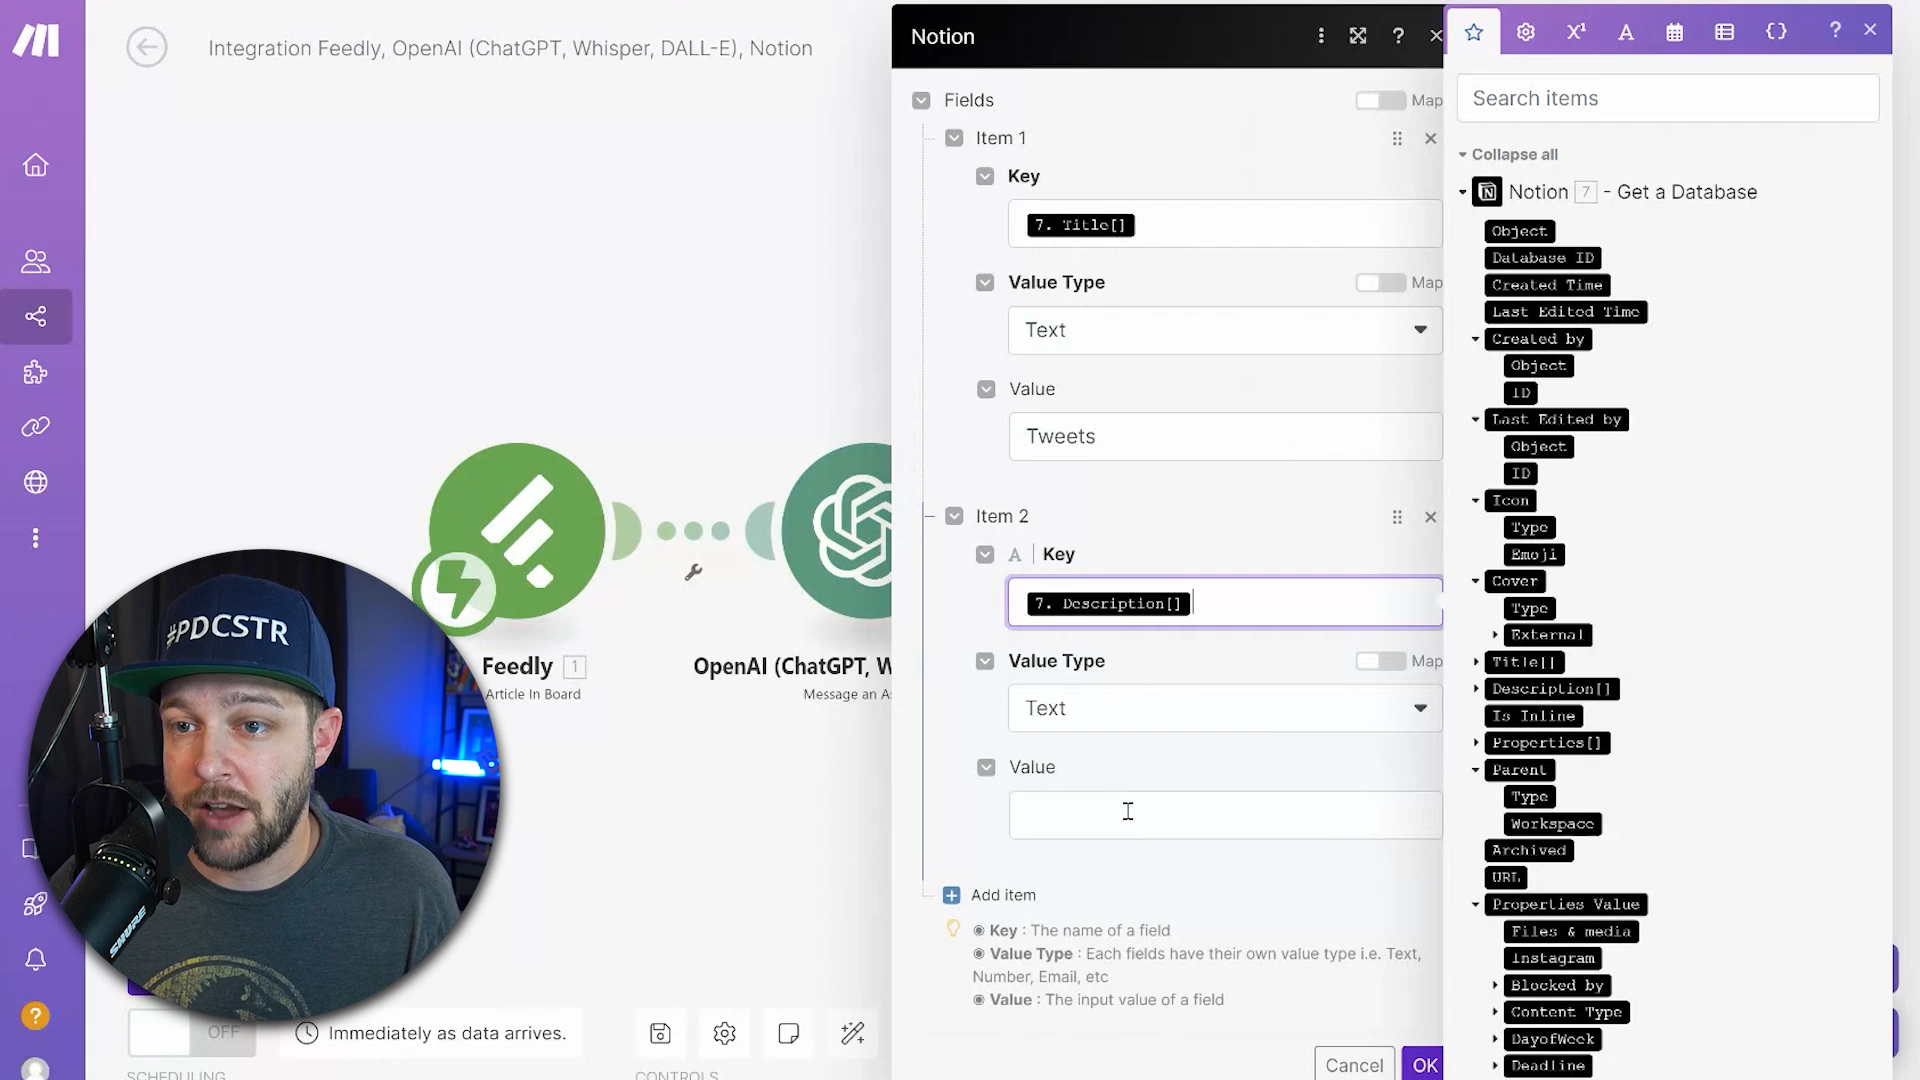 Integration Feedly, OpenAI (ChatGPT, Whisper, DALL-E), Notion
#PDCSTR
SHURE
Feedly 1
Article In Board
OpenAI (ChatGPT, W
Message an As
OFF
Immediately as data arrives.
SCHEDULING
CONTROLS
?
Notion
?
Fields
Map
Item 1
Key
7. Title[]
Value Type
Map
Text
Value
Tweets
Item 2
A Key
7. Description[]
Value Type
Map
Text
Value
Add item
Key : The name of a field
Value Type : Each fields have their own value type i.e. Text,
Number, Email, etc
Value : The input value of a field
Cancel
OK
Search items
Collapse all
Notion 7 - Get a Database
Object
Database ID
Created Time
Last Edited Time
Created by
Object
ID
Last Edited by
Object
ID
Icon
Type
Emoji
Cover
Type
External
Title[]
Description[]
Is Inline
Properties[]
Parent
Type
Workspace
Archived
URL
Properties Value
Files & media
Instagram
Blocked by
Content Type
DayofWeek
Deadline